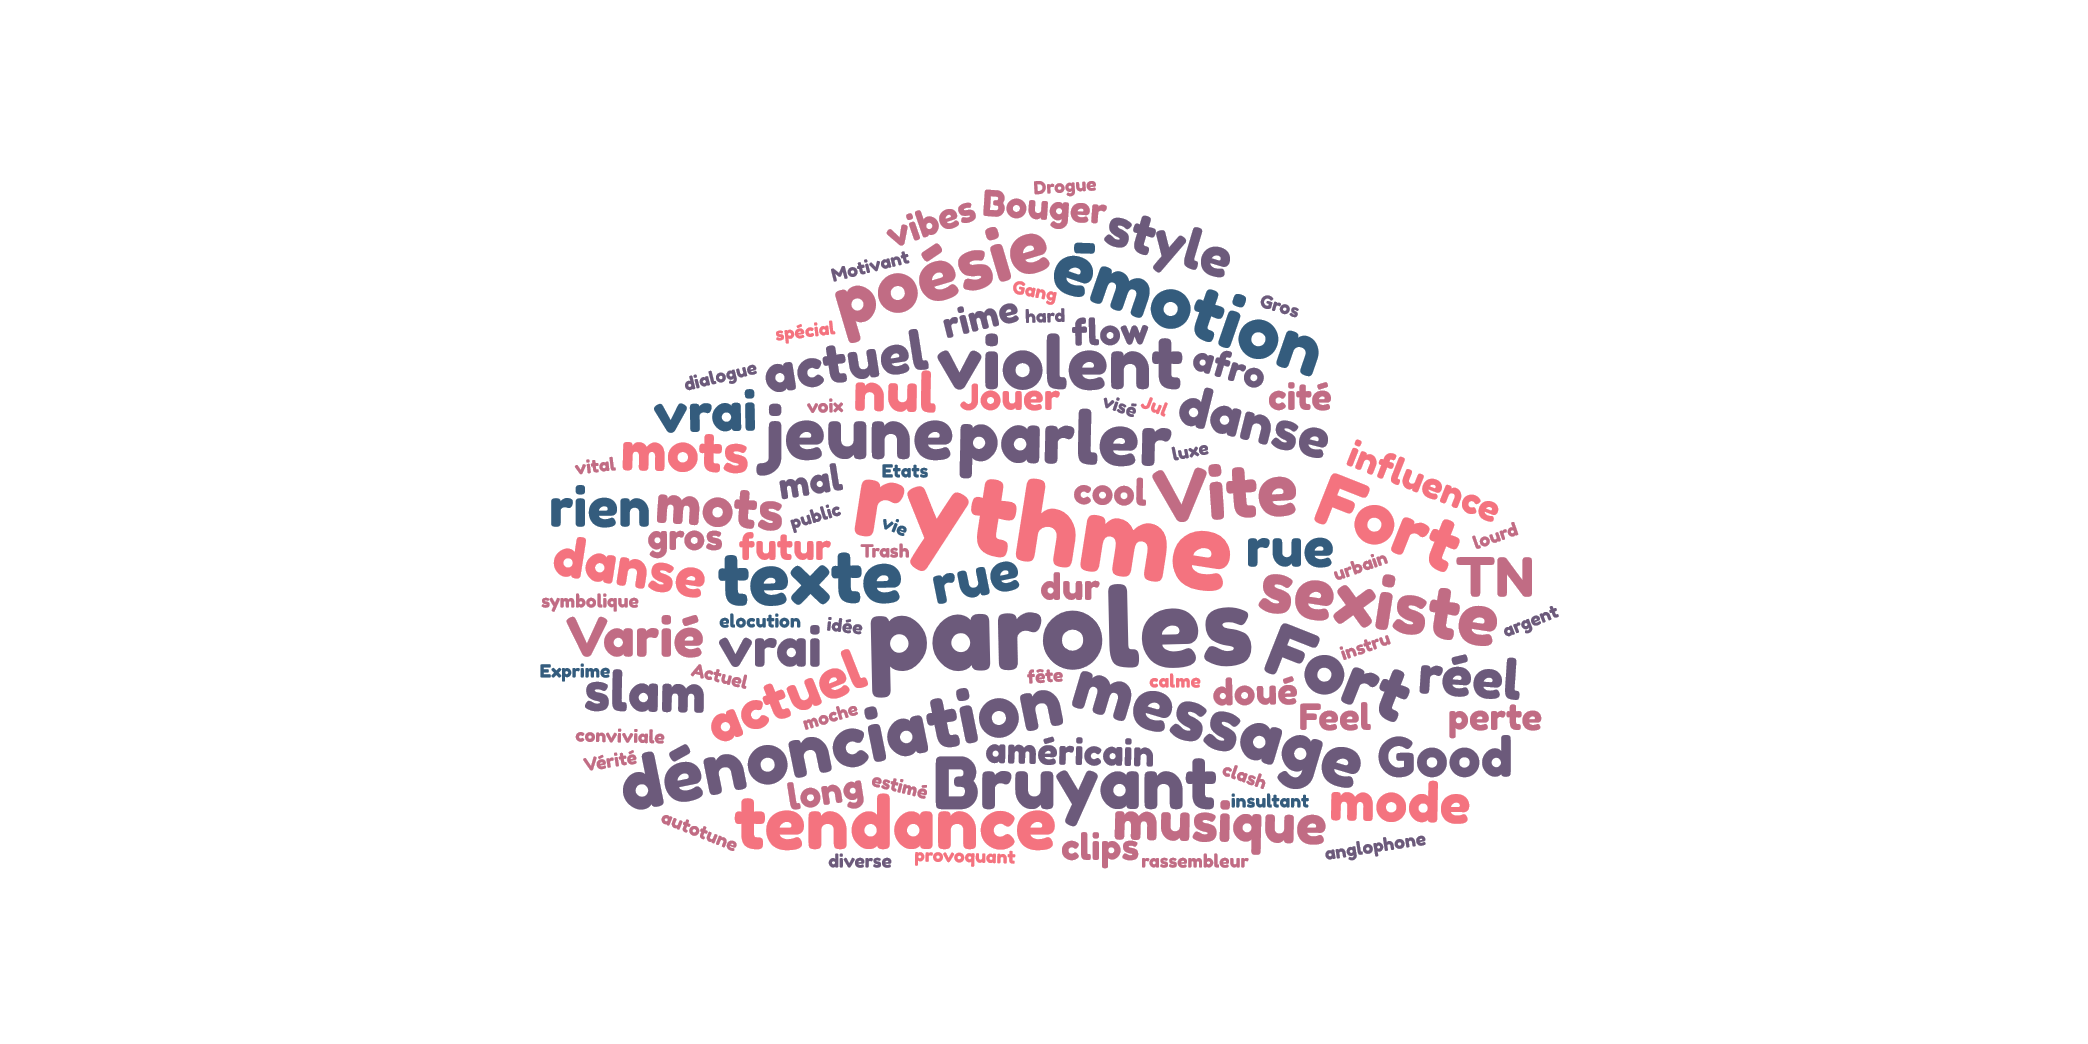 Drogue
vibes
Bouger
style
Motivant
poésie
émotion
Gang
Gros
spécial
rime
hard
flow
dialogue
actuel
violent
afro
vrai
voix
nul
Jouer
visé
Jul
danse
cité
jeune
parler
luxe
mots
vital
mal
Etats
cool
Vite
influence
rien
mots
public
vie
rythme
Fort
lourd
gros
futur
Trash
rue
urbain
TN
danse
texte
rue
dur
sexiste
symbolique
elocution
idée
paroles
argent
Varié
vrai
Fort
instru
réel
Exprime
slam
Actuel
actuel
fête
calme
doué
moche
message
Feel
perte
conviviale
Vérité
dénonciation
américain
Good
long
estimé
Bruyant
clash
insultant
mode
autotune
tendance
musique
anglophone
diverse
provoquant
clips
rassembleur